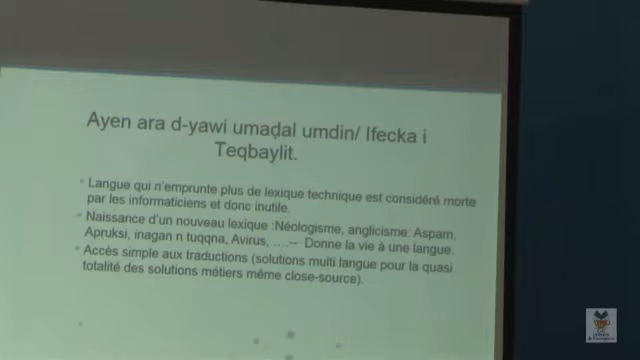 Ayen ara d-yawi umaḍal umdin/ Ifecka i
Teqbaylit.
Langue qui n'emprunte plus de lexique technique est considéré morte
par les informaticiens et donc inutile.
Naissance d'un nouveau lexique :Néologisme, anglicisme: Aspam,
Apruksi, inagan n tuqqna, Avirus, ....-- Donne la vie à une langue.
Accès simple aux traductions (solutions multi langue pour la quasi
totalité des solutions métiers même close-source).